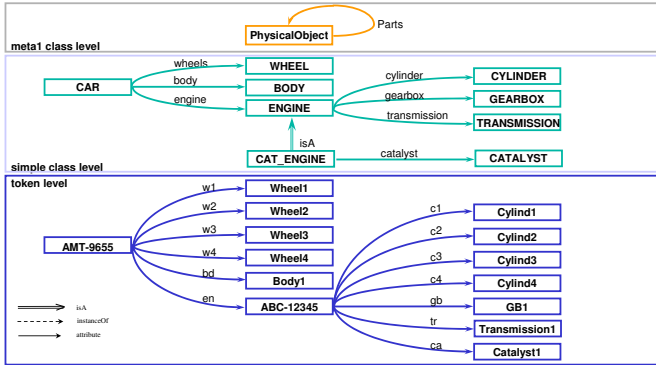 Parts
PhysicalObject
meta1 class level
wheels
WHEEL
body
CAR
BODY
engine
ENGINE
cylinder
CYLINDER
gearbox
GEARBOX
transmission
TRANSMISSION
isA
CAT_ENGINE
catalyst
CATALYST
simple class level
token level
w1
Wheel1
w2
Wheel2
w3
Wheel3
w4
Wheel4
AMT-9655
bd
Body1
en
ABC-12345
c1
Cylind1
c2
Cylind2
c3
Cylind3
c4
Cylind4
gb
GB1
tr
Transmission1
ca
Catalyst1
isA
instanceOf
attribute